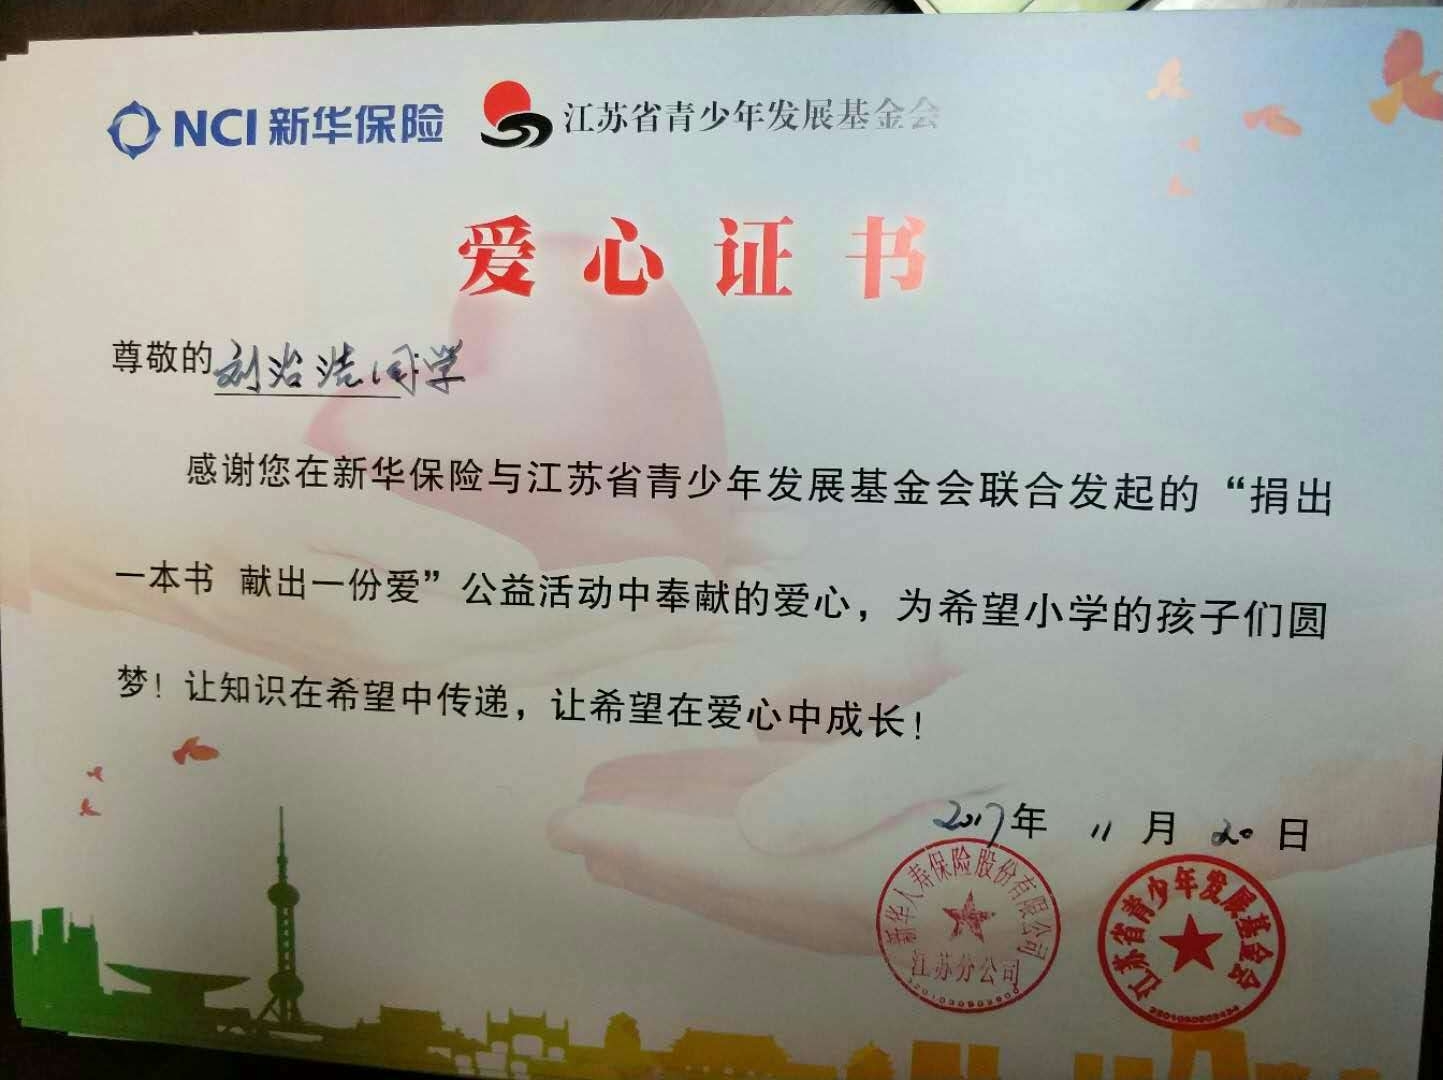 NCI 新华保险 江苏省青少年发展基金会
爱心证书
尊敬的刘治浩同学
感谢您在新华保险与江苏省青少年发展基金会联合发起的“捐出
一本书 献出一份爱”公益活动中奉献的爱心，为希望小学的孩子们圆
梦！让知识在希望中传递，让希望在爱心中成长！
2017年 11月 20日
新华人寿保险股份有限公司
江苏分公司
江苏省青少年发展基金会